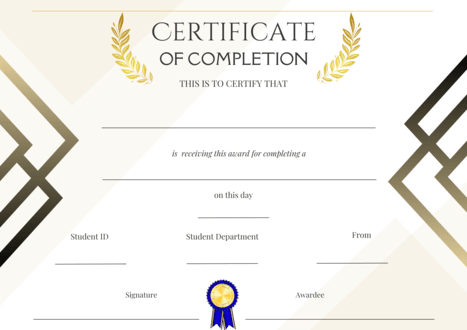 CERTIFICATE
OF COMPLETION
THIS IS TO CERTIFY THAT
is receiving this award for completing a
on this day
Student ID
Student Department
From
Signature
Awardee